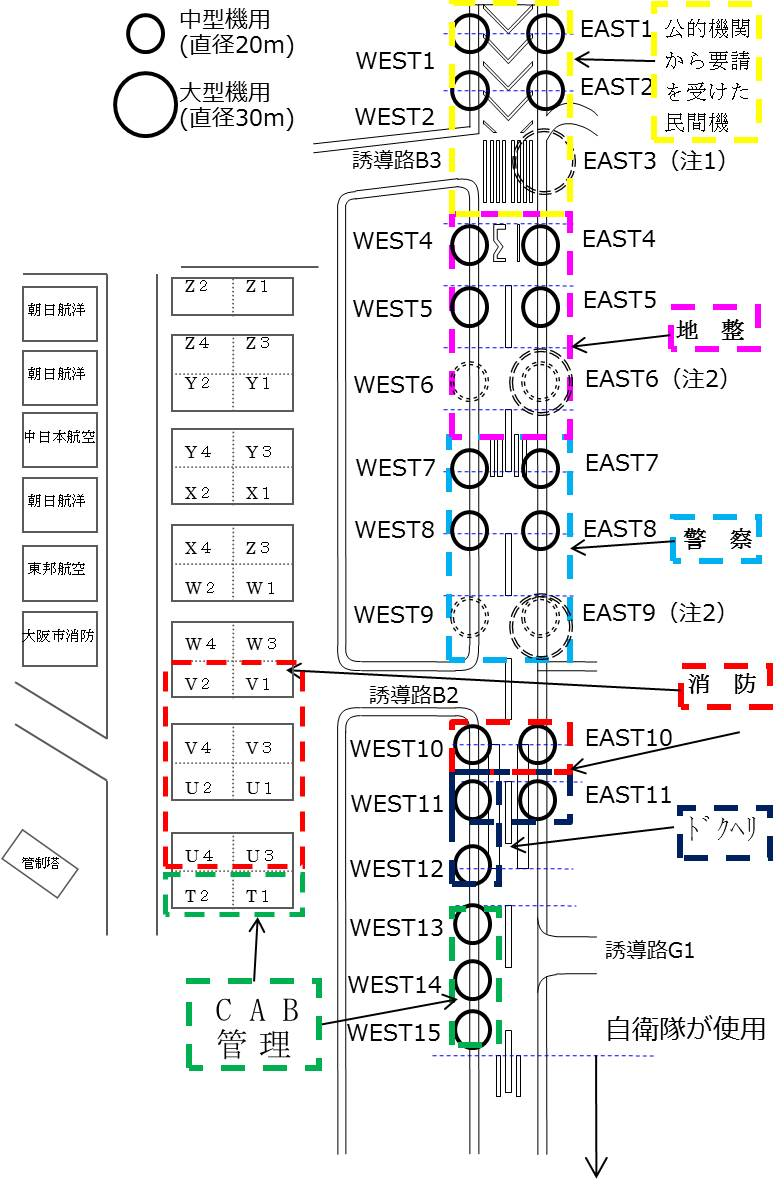 中型機用
(直径20m)
大型機用
(直径30m)
公的機関
から要請
を受けた
民間機
EAST1
WEST1
EAST2
WEST2
誘導路B3
EAST3（注1）
WEST4
EAST4
WEST5
EAST5
地 整
WEST6
EAST6（注2）
WEST7
EAST7
WEST8
EAST8
警 察
WEST9
EAST9（注2）
消 防
誘導路B2
WEST10
EAST10
WEST11
EAST11
ﾄﾞｸﾍﾘ
WEST12
WEST13
誘導路G1
WEST14
WEST15
自衛隊が使用
朝日航洋
朝日航洋
中日本航空
朝日航洋
東邦航空
大阪市消防
管制塔
Z2 Z1
Z4 Z3
Y2 Y1
Y4 Y3
X2 X1
X4 Z3
W2 W1
W4 W3
V2 V1
V4 V3
U2 U1
U4 U3
T2 T1
ＣＡＢ
管理